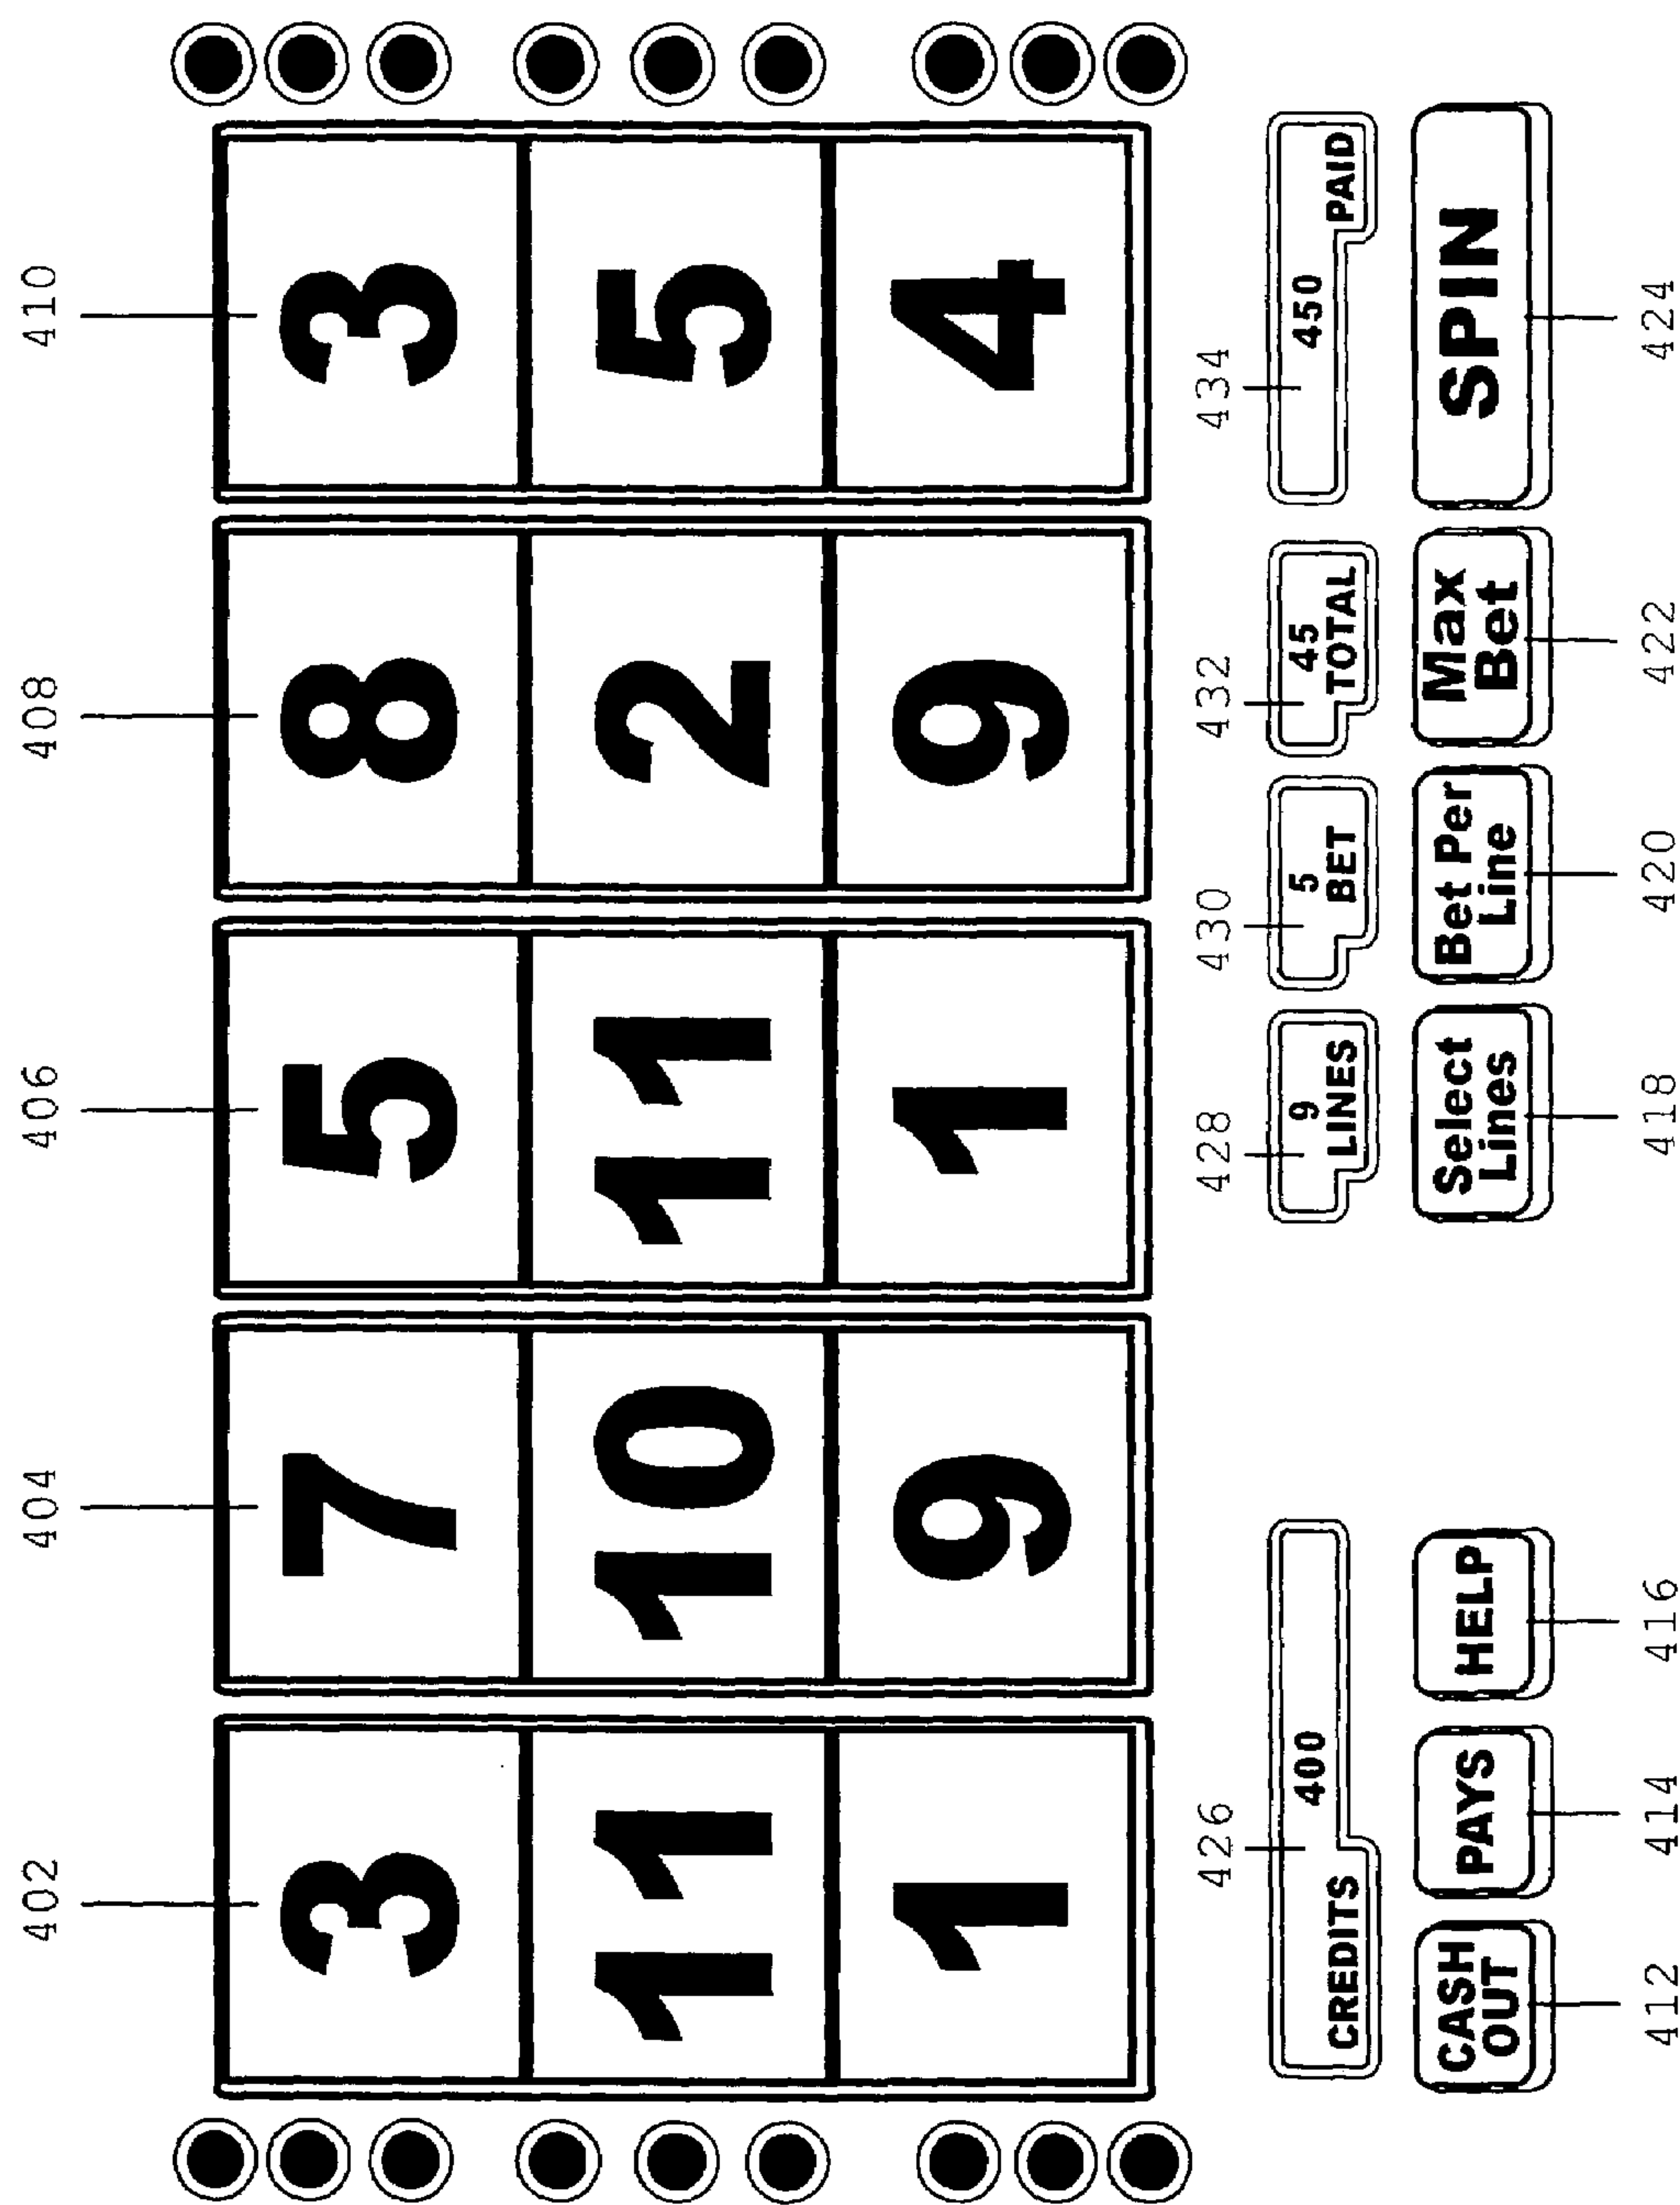 402 404 406 408 410
3 7 5 8 3
11 10 11 2 5
1 9 1 9 4
426 428 430 432 434
400 9 5 45 450
CREDITS LINES BET TOTAL PAID
CASH OUT
PAYS
HELP
Select Lines
Bet Per Line
Max Bet
SPIN
412 414 416 418 420 422 424